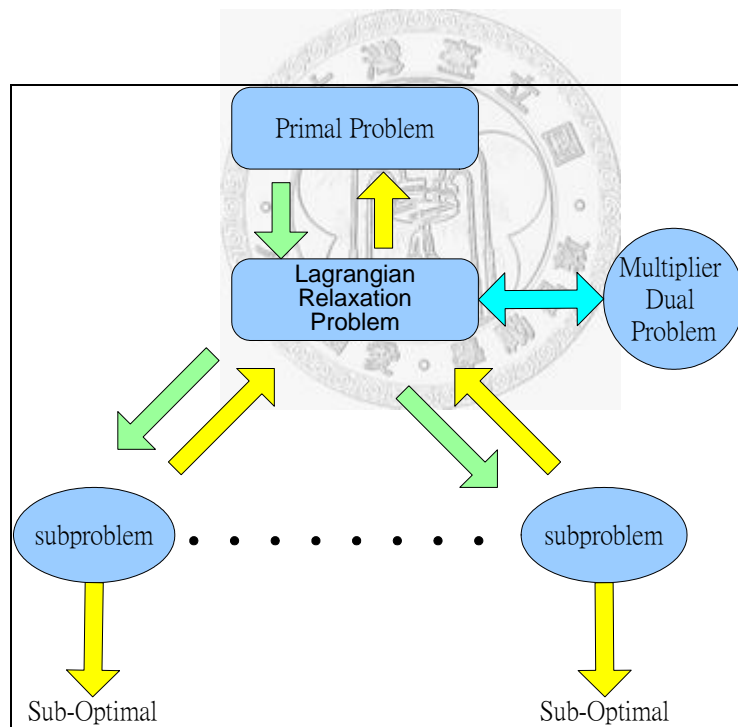 Primal Problem
Lagrangian
Relaxation
Problem
Multiplier
Dual
Problem
subproblem
subproblem
Sub-Optimal
Sub-Optimal